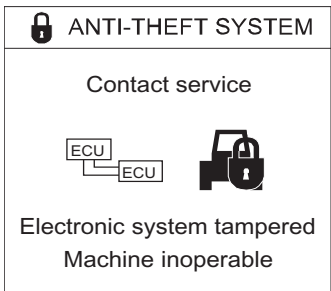 ANTI-THEFT SYSTEM
Contact service
ECU
ECU
Electronic system tampered
Machine inoperable